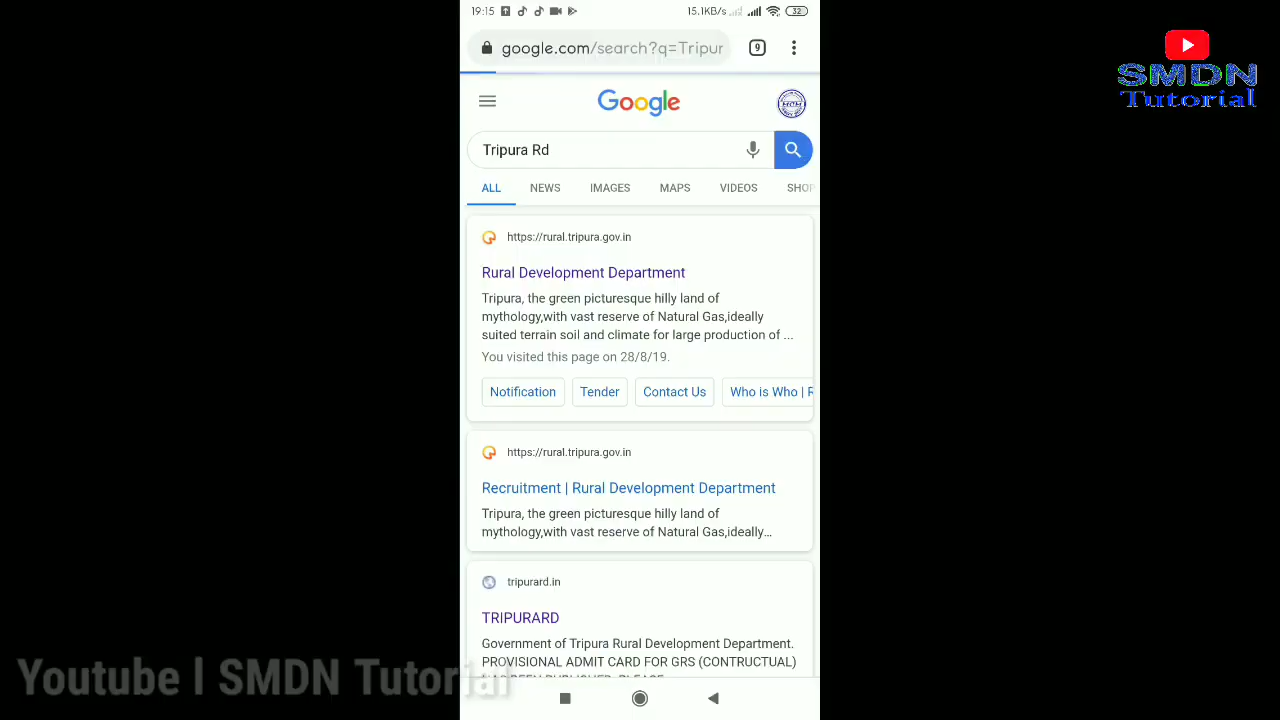 19:15
15.1KB/s
32
google.com/search?q=Tripur
9
SMDN
Tutorial
Google
Tripura Rd
ALL NEWS IMAGES MAPS VIDEOS SHOP
https://rural.tripura.gov.in
Rural Development Department
Tripura, the green picturesque hilly land of
mythology,with vast reserve of Natural Gas,ideally
suited terrain soil and climate for large production of ...
You visited this page on 28/8/19.
Notification Tender Contact Us Who is Who | R
https://rural.tripura.gov.in
Recruitment | Rural Development Department
Tripura, the green picturesque hilly land of
mythology,with vast reserve of Natural Gas,ideally...
tripurard.in
TRIPURARD
Government of Tripura Rural Development Department.
PROVISIONAL ADMIT CARD FOR GRS (CONTRUCTUAL)
Youtube l SMDN Tutorial